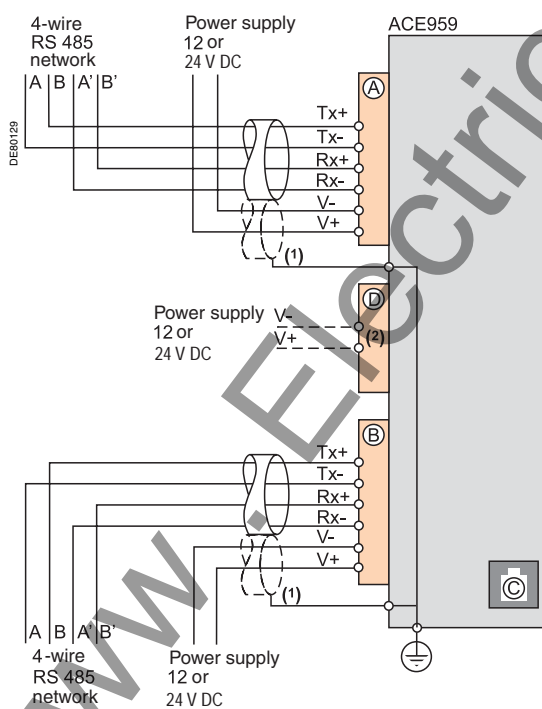 4-wire
RS 485
network
Power supply
12 or
24 V DC
ACE959
A B A' B'
DE80129
A
Tx+
Tx-
Rx+
Rx-
V-
V+
(1)
D
Power supply
12 or
24 V DC
V-
V+
(2)
B
Tx+
Tx-
Rx+
Rx-
V-
V+
(1)
C
A B A' B'
4-wire
RS 485
network
Power supply
12 or
24 V DC
www. Electric